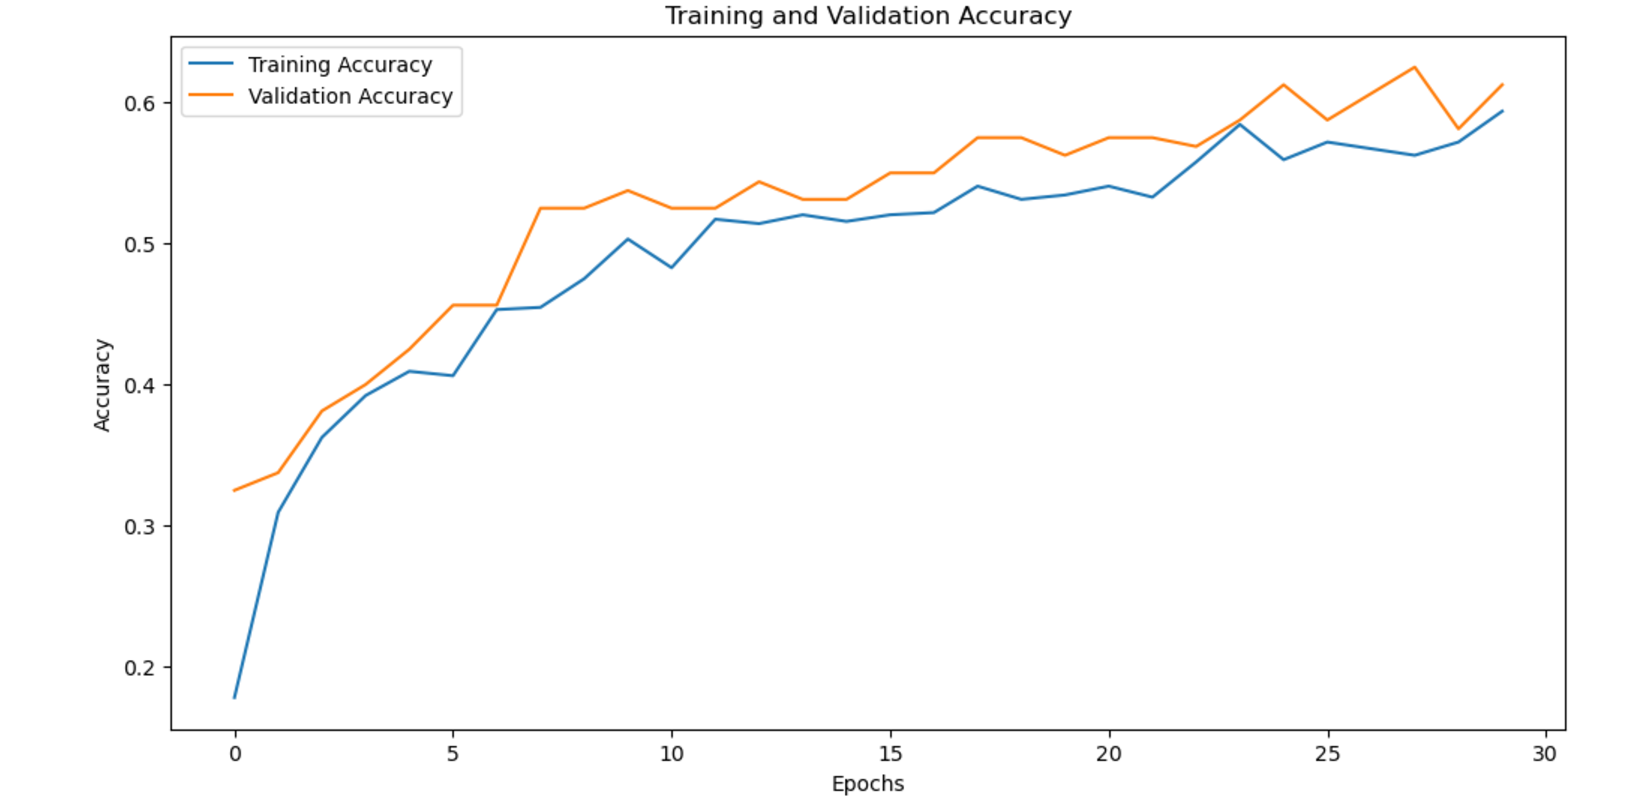 Training and Validation Accuracy
Training Accuracy
Validation Accuracy
0.6
0.5
0.4
0.3
0.2
Accuracy
0 5 10 15 20 25 30
Epochs